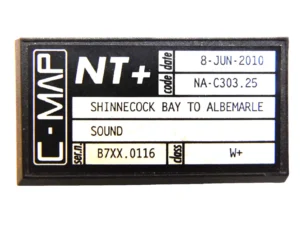 C-MAP
NT+
date 8-JUN-2010
code NA-C303.25
SHINNECOCK BAY TO ALBEMARLE
SOUND
ser.n. B7XX.0116 class W+